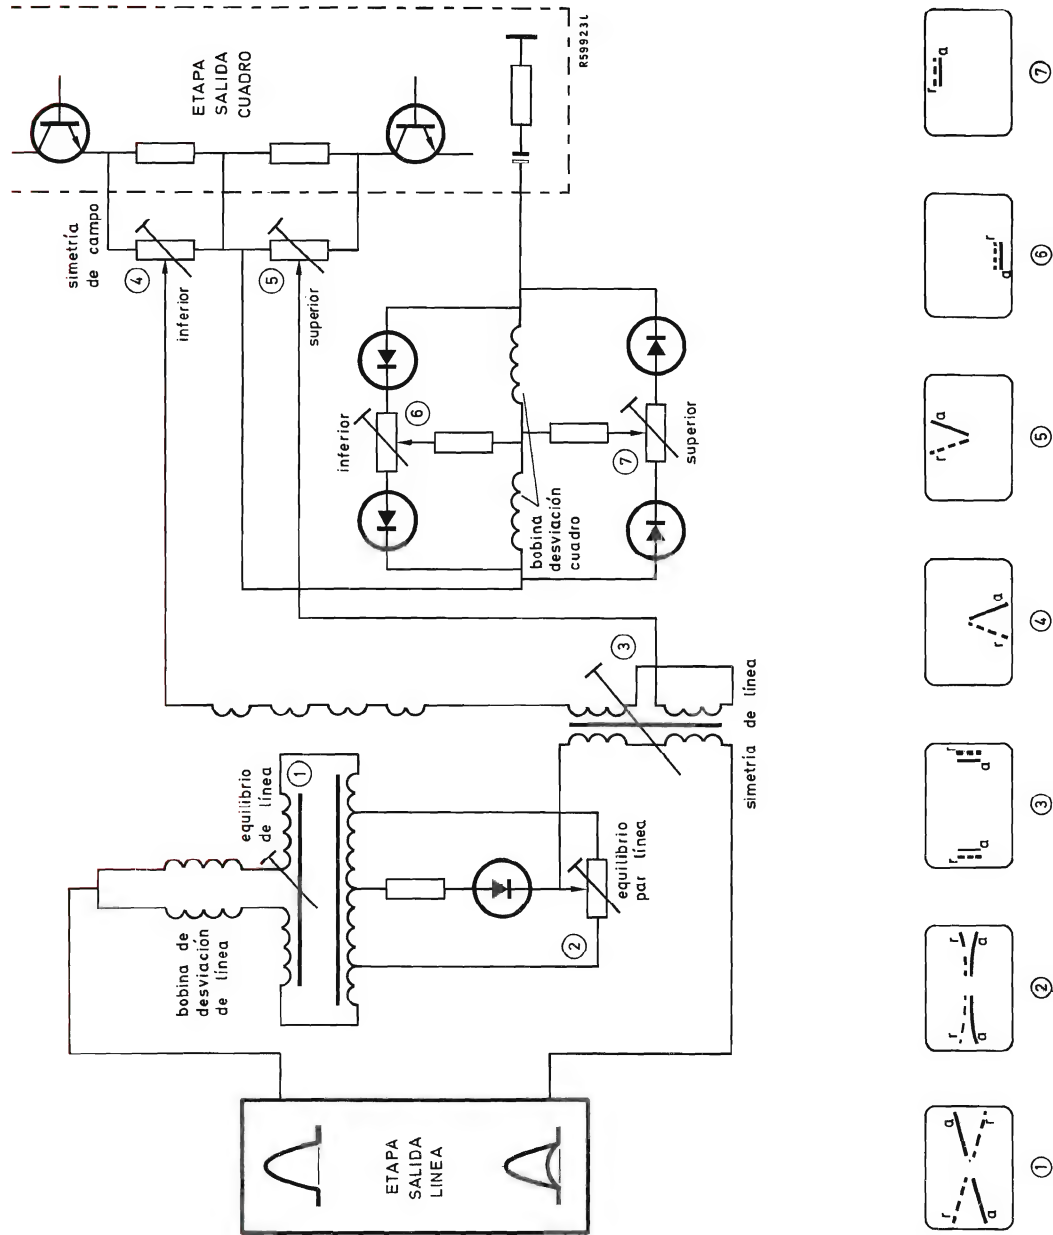 ETAPA
SALIDA
CUADRO
R59923L
simetría
de campo
④
inferior
⑤
superior
inferior
⑥
⑦
superior
bobina
desviación
cuadro
③
simetría de línea
equilibrio
de línea
①
equilibrio
par línea
②
bobina de
desviación
de línea
ETAPA
SALIDA
LINEA
r
a
a
r
①
r
r
a
a
②
r
r
a
a
③
r
a
④
r
a
⑤
r
a
⑥
r
a
⑦